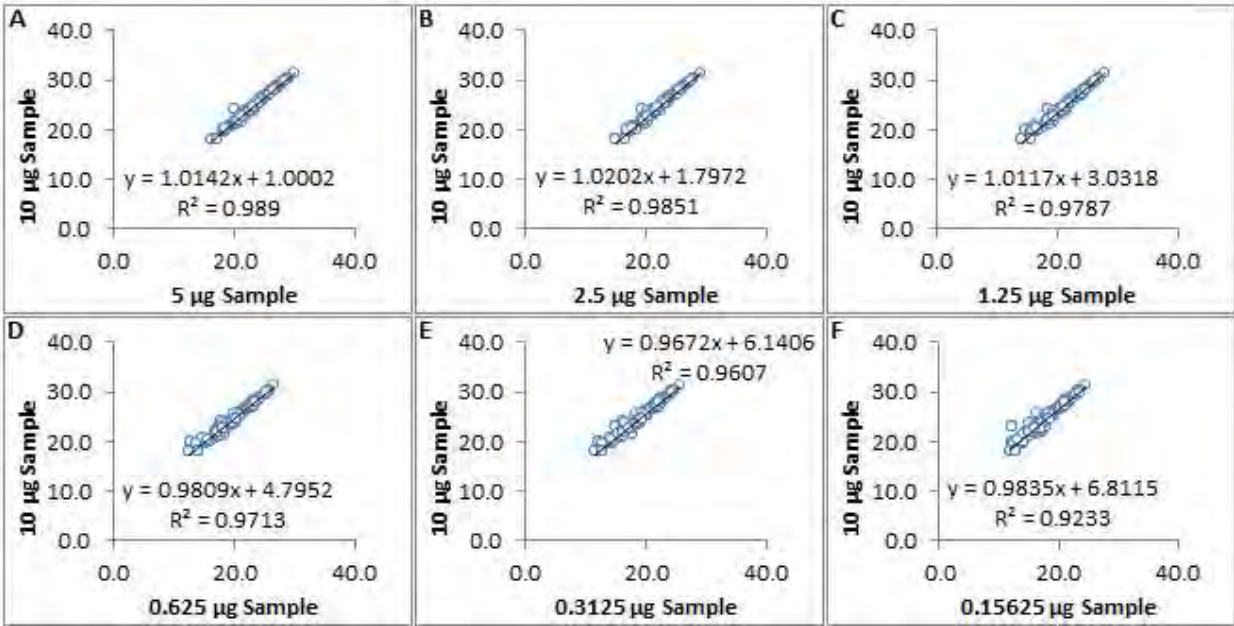 A
40.0
30.0
20.0
10.0
0.0
10 µg Sample
y = 1.0142x + 1.0002
R² = 0.989
0.0 20.0 40.0
5 µg Sample
B
40.0
30.0
20.0
10.0
0.0
10 µg Sample
y = 1.0202x + 1.7972
R² = 0.9851
0.0 20.0 40.0
2.5 µg Sample
C
40.0
30.0
20.0
10.0
0.0
10 µg Sample
y = 1.0117x + 3.0318
R² = 0.9787
0.0 20.0 40.0
1.25 µg Sample
D
40.0
30.0
20.0
10.0
0.0
10 µg Sample
y = 0.9809x + 4.7952
R² = 0.9713
0.0 20.0 40.0
0.625 µg Sample
E
40.0
30.0
20.0
10.0
0.0
10 µg Sample
y = 0.9672x + 6.1406
R² = 0.9607
0.0 20.0 40.0
0.3125 µg Sample
F
40.0
30.0
20.0
10.0
0.0
10 µg Sample
y = 0.9835x + 6.8115
R² = 0.9233
0.0 20.0 40.0
0.15625 µg Sample